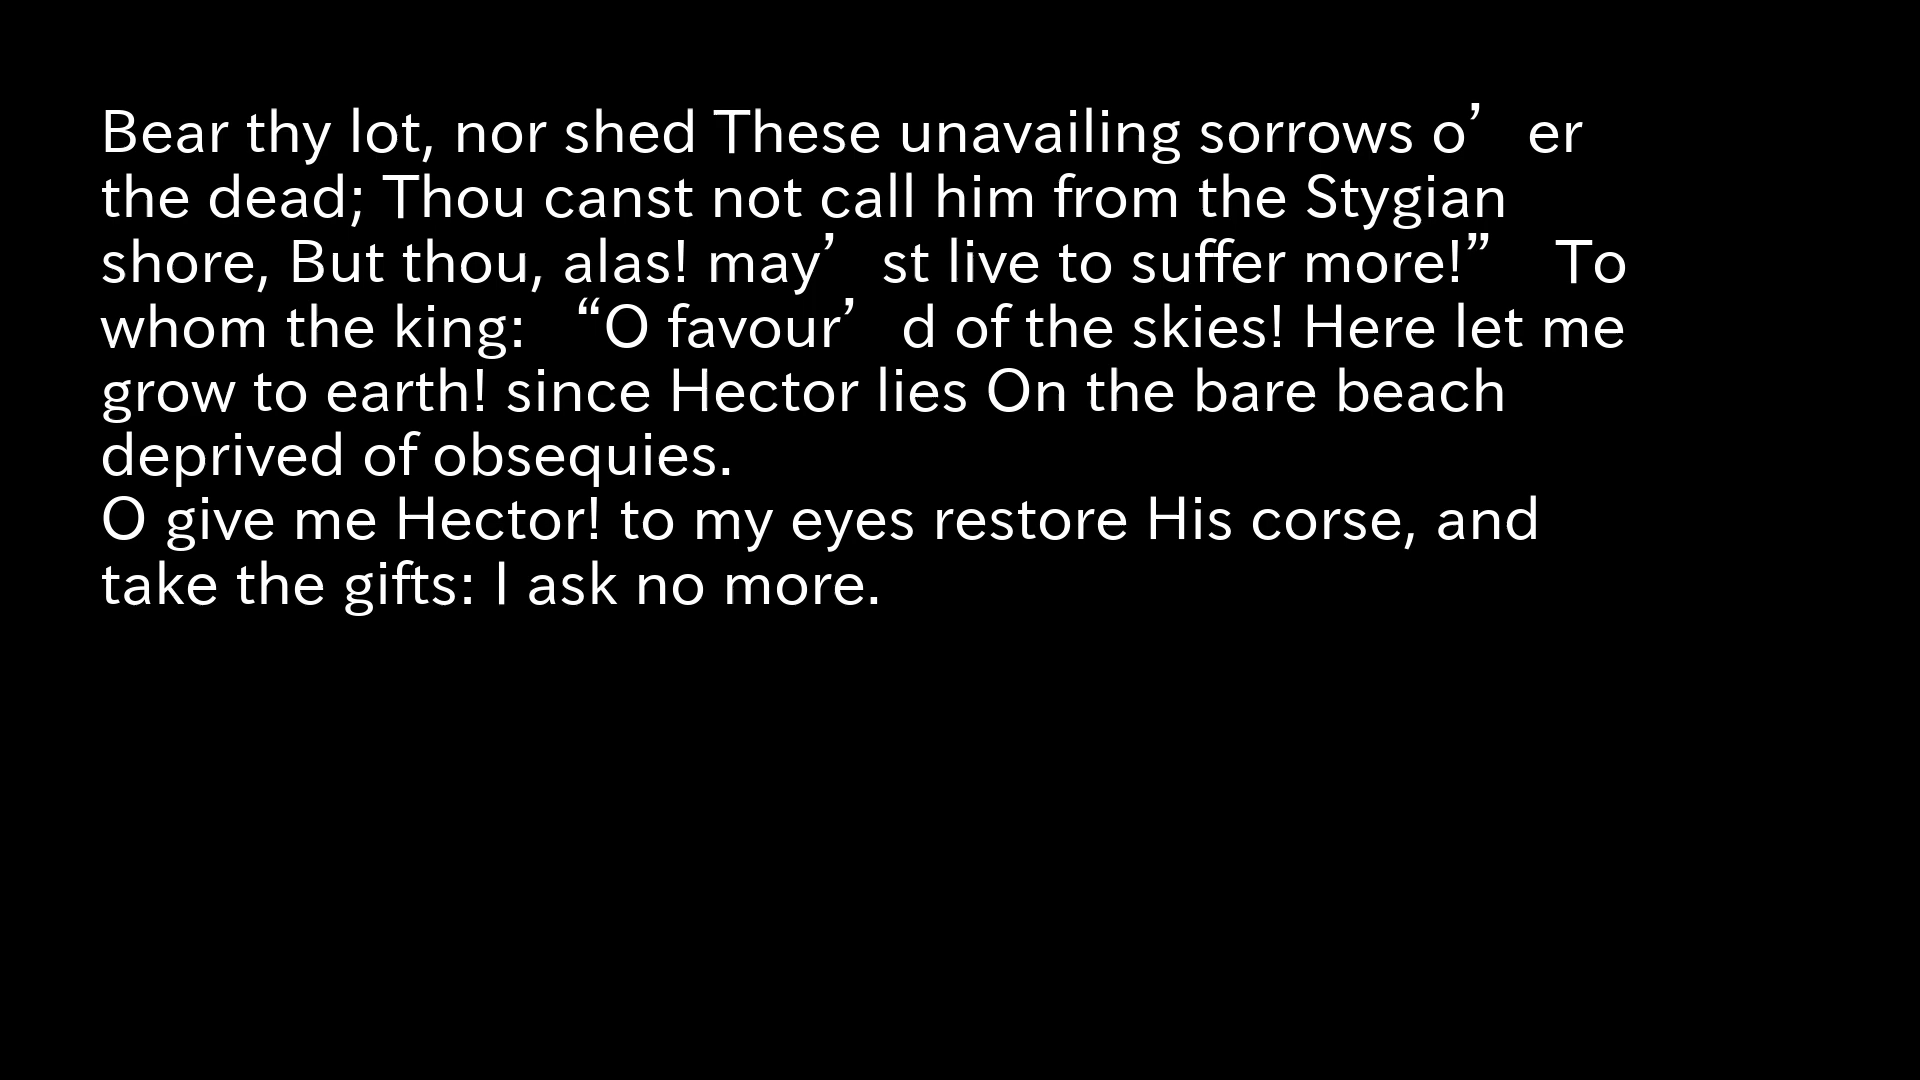 Bear thy lot, nor shed These unavailing sorrows o’er
the dead; Thou canst not call him from the Stygian
shore, But thou, alas! may’st live to suffer more!” To
whom the king: “O favour’d of the skies! Here let me
grow to earth! since Hector lies On the bare beach
deprived of obsequies.
O give me Hector! to my eyes restore His corse, and
take the gifts: I ask no more.